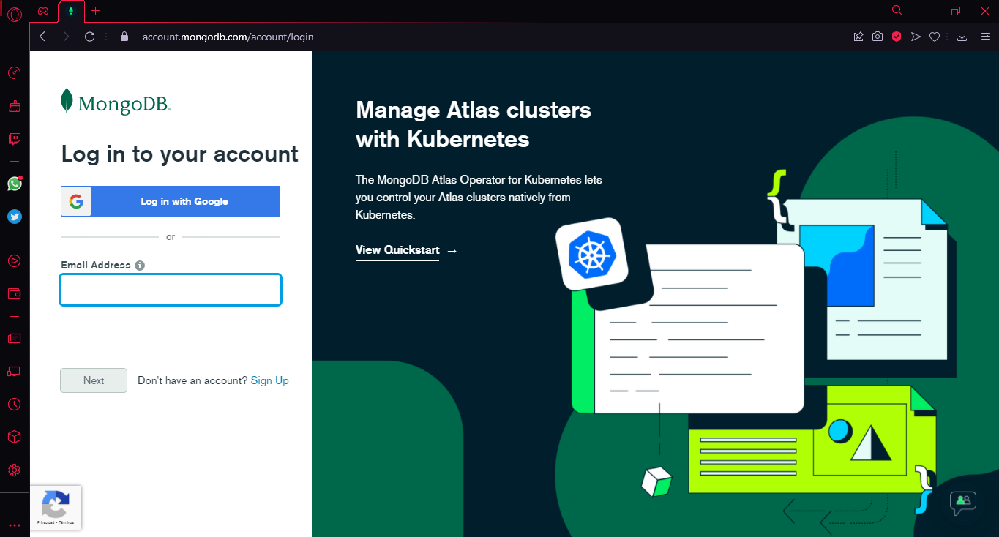 account.mongodb.com/account/login
MongoDB.
Log in to your account
Log in with Google
or
Email Address
Next
Don't have an account? Sign Up
Privacidad - Términos
Manage Atlas clusters
with Kubernetes
The MongoDB Atlas Operator for Kubernetes lets
you control your Atlas clusters natively from
Kubernetes.
View Quickstart →